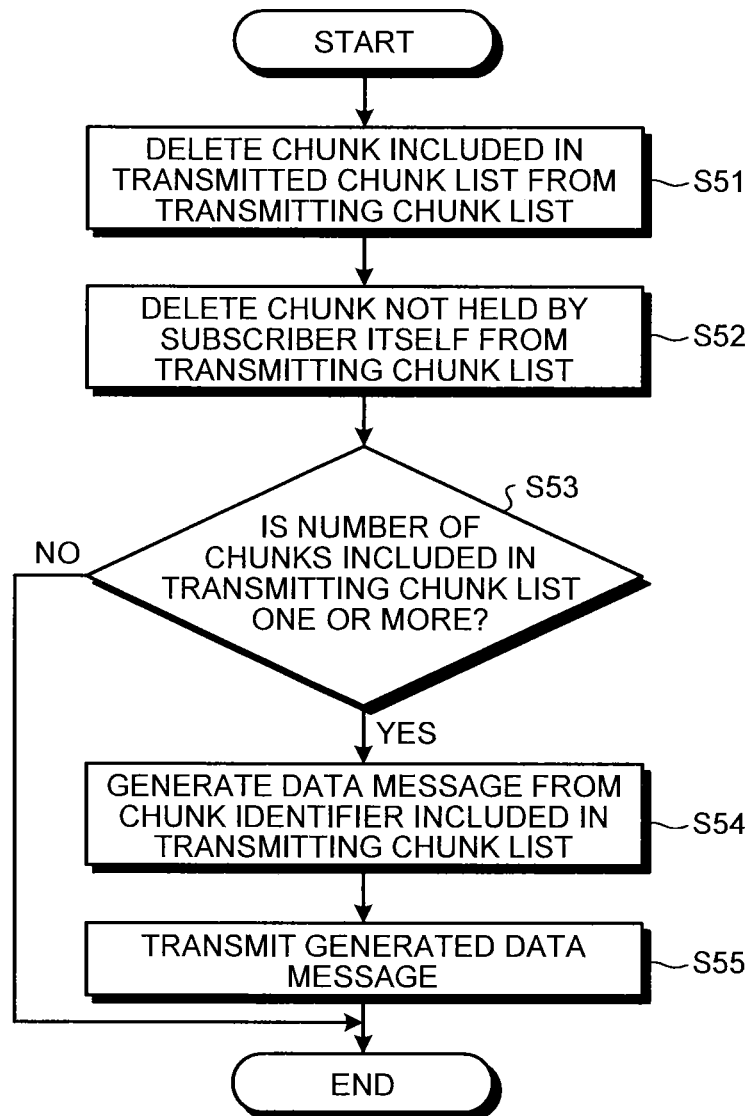 START
DELETE CHUNK INCLUDED IN
TRANSMITTED CHUNK LIST FROM
TRANSMITTING CHUNK LIST
S51
DELETE CHUNK NOT HELD BY
SUBSCRIBER ITSELF FROM
TRANSMITTING CHUNK LIST
S52
S53
IS NUMBER OF
CHUNKS INCLUDED IN
TRANSMITTING CHUNK LIST
ONE OR MORE?
NO
YES
GENERATE DATA MESSAGE FROM
CHUNK IDENTIFIER INCLUDED IN
TRANSMITTING CHUNK LIST
S54
TRANSMIT GENERATED DATA
MESSAGE
S55
END